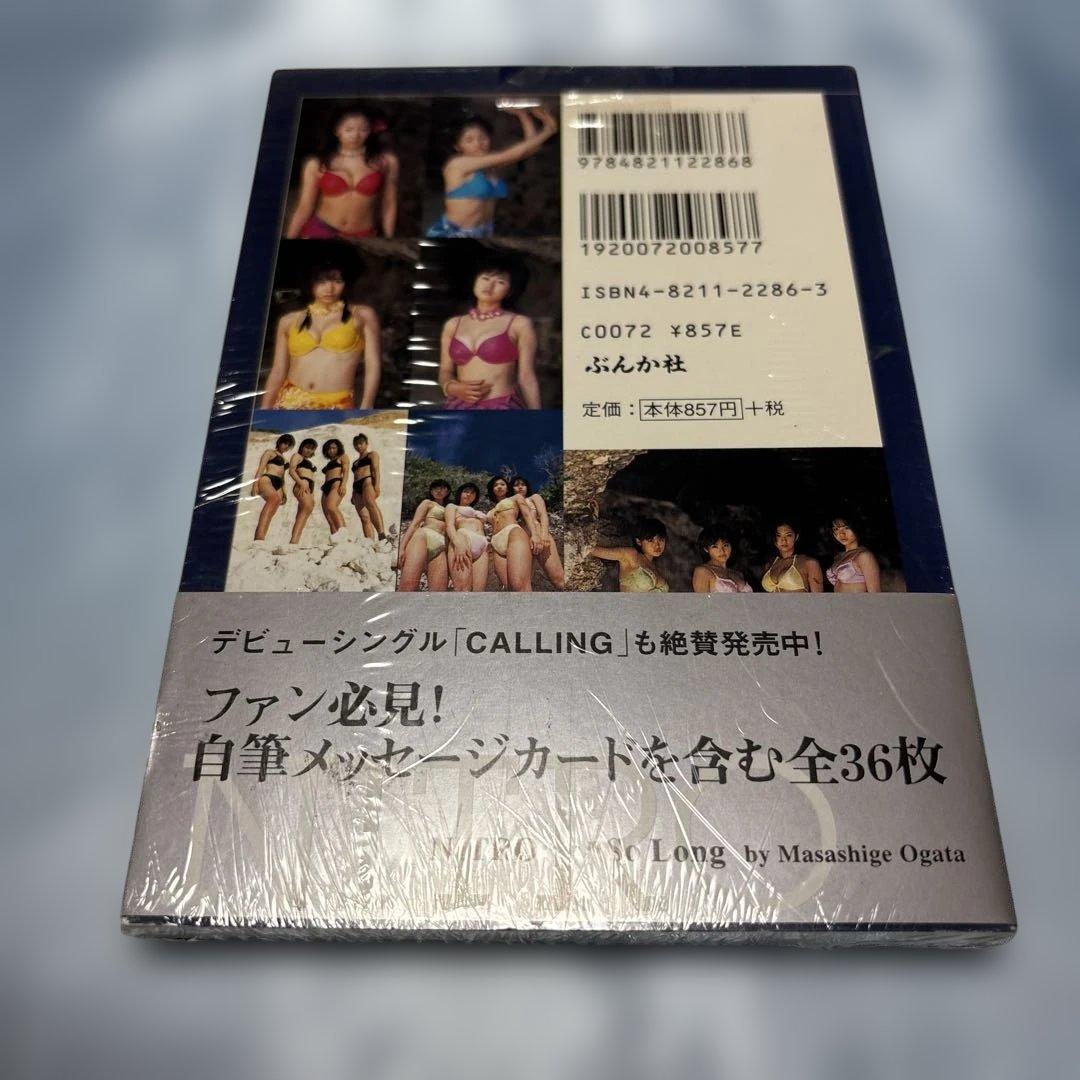 9784821122868
1920072008577
ISBN4-8211-2286-3
C0072 ¥857E
ぶんか社
定価：本体857円+税
デビューシングル「CALLING」も絶賛発売中！
ファン必見！
自筆メッセージカードを含む全36枚
NITRO
NITRO So Long by Masashige Ogata